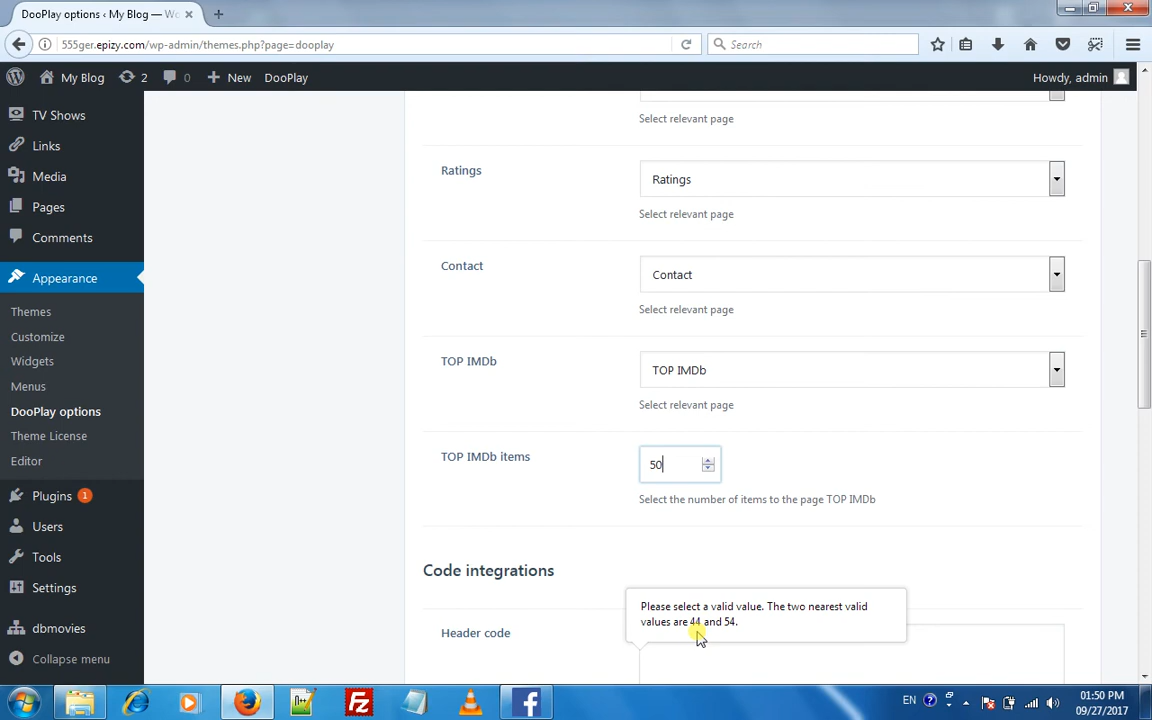 DooPlay options ‹ My Blog — Wo
555ger.epizy.com/wp-admin/themes.php?page=dooplay
Search
My Blog
2
0
New
DooPlay
Howdy, admin
TV Shows
Links
Media
Pages
Comments
Appearance
Themes
Customize
Widgets
Menus
DooPlay options
Theme License
Editor
Plugins 1
Users
Tools
Settings
dbmovies
Collapse menu
Select relevant page
Ratings
Ratings
Select relevant page
Contact
Contact
Select relevant page
TOP IMDb
TOP IMDb
Select relevant page
TOP IMDb items
50
Select the number of items to the page TOP IMDb
Code integrations
Please select a valid value. The two nearest valid
values are 44 and 54.
Header code
EN
01:50 PM
09/27/2017